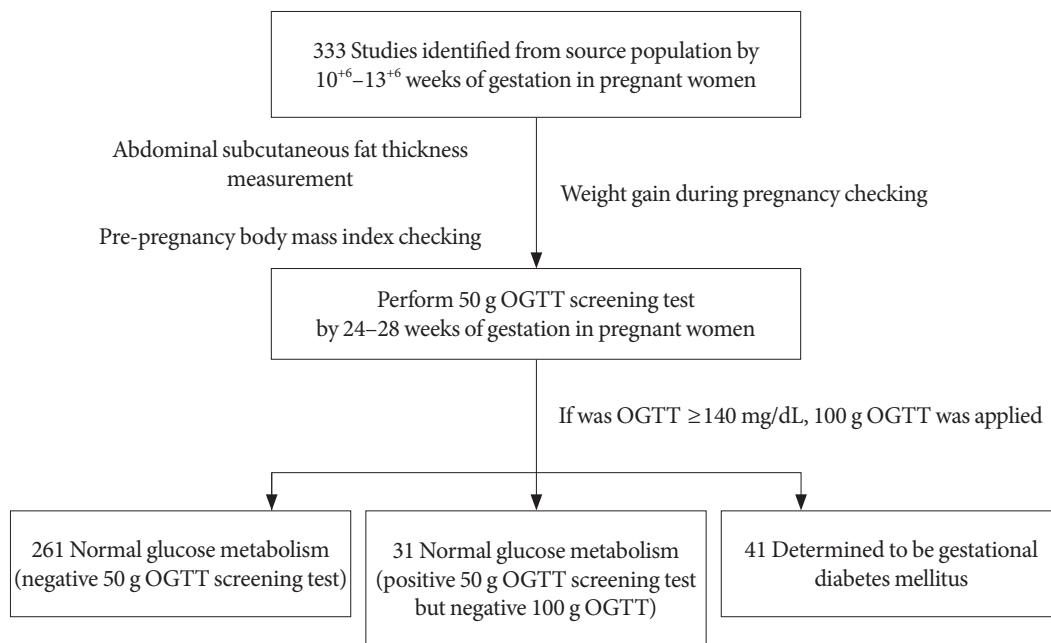 333 Studies identified from source population by
10⁺⁶–13⁺⁶ weeks of gestation in pregnant women
Abdominal subcutaneous fat thickness
measurement
Weight gain during pregnancy checking
Pre-pregnancy body mass index checking
Perform 50 g OGTT screening test
by 24–28 weeks of gestation in pregnant women
If was OGTT ≥140 mg/dL, 100 g OGTT was applied
261 Normal glucose metabolism
(negative 50 g OGTT screening test)
31 Normal glucose metabolism
(positive 50 g OGTT screening test
but negative 100 g OGTT)
41 Determined to be gestational
diabetes mellitus